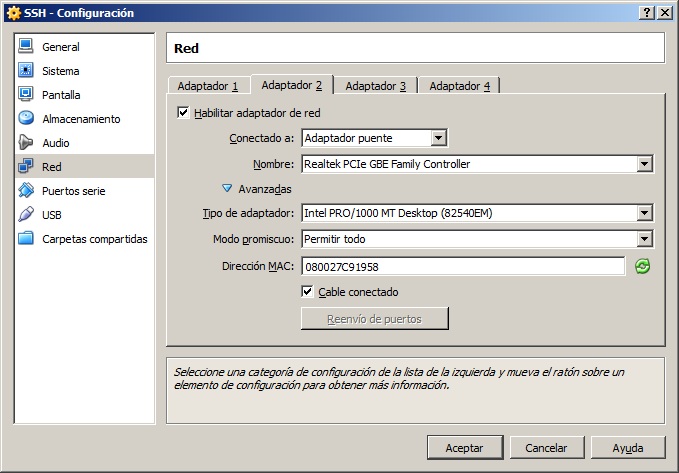 SSH - Configuración
General
Sistema
Pantalla
Almacenamiento
Audio
Red
Puertos serie
USB
Carpetas compartidas
Red
Adaptador 1
Adaptador 2
Adaptador 3
Adaptador 4
Habilitar adaptador de red
Conectado a: Adaptador puente
Nombre: Realtek PCIe GBE Family Controller
Avanzadas
Tipo de adaptador: Intel PRO/1000 MT Desktop (82540EM)
Modo promiscuo: Permitir todo
Dirección MAC: 080027C91958
Cable conectado
Reenvío de puertos
Seleccione una categoría de configuración de la lista de la izquierda y mueva el ratón sobre un
elemento de configuración para obtener más información.
Aceptar
Cancelar
Ayuda